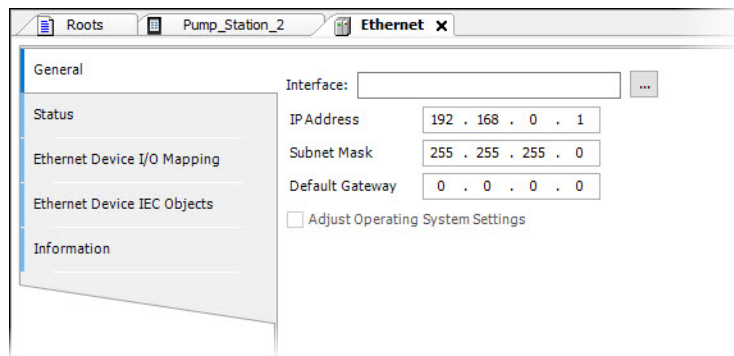 Roots Pump_Station_2 Ethernet X
General
Interface: ...
Status
IP Address 192 . 168 . 0 . 1
Subnet Mask 255 . 255 . 255 . 0
Ethernet Device I/O Mapping
Default Gateway 0 . 0 . 0 . 0
Ethernet Device IEC Objects
Adjust Operating System Settings
Information